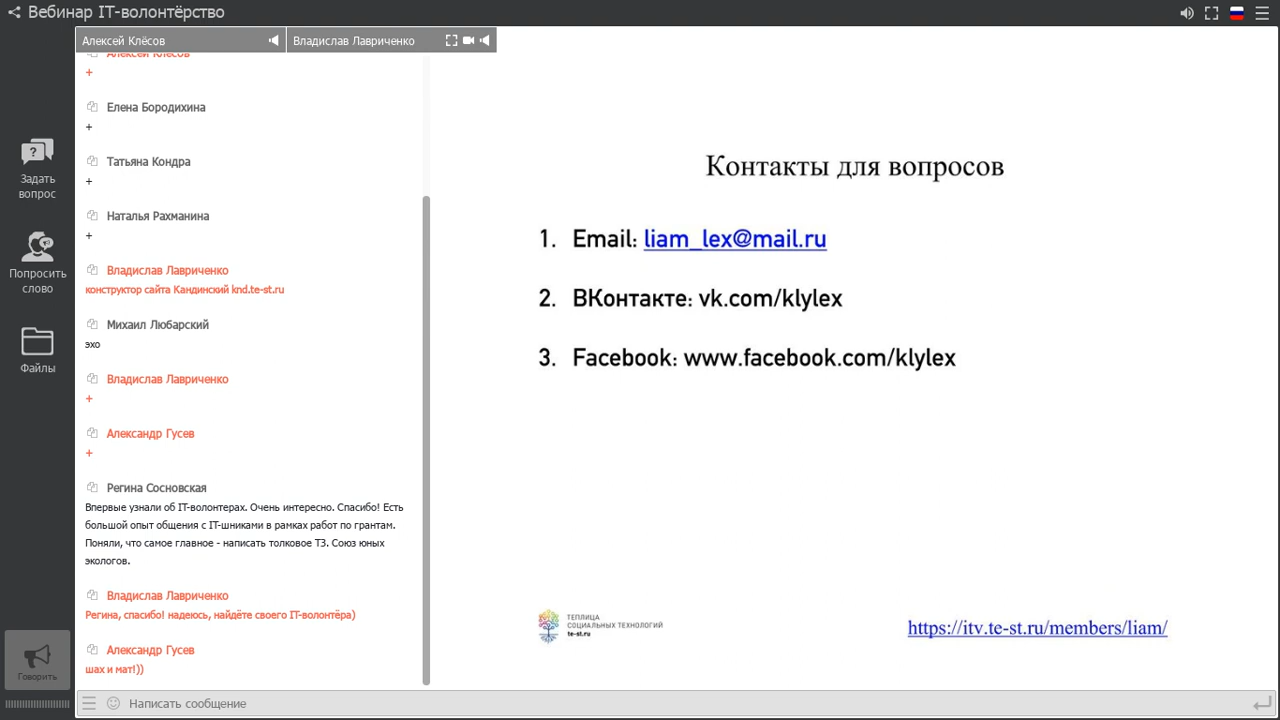 Вебинар IT-волонтёрство
Алексей Клёсов
Владислав Лавриченко
Задать
вопрос
Попросить
слово
Файлы
Говорить
Алексей Клёсов
+
Елена Бородихина
+
Татьяна Кондра
+
Наталья Рахманина
+
Владислав Лавриченко
конструктор сайта Кандинский knd.te-st.ru
Михаил Любарский
эхо
Владислав Лавриченко
+
Александр Гусев
+
Регина Сосновская
Впервые узнали об IT-волонтерах. Очень интересно. Спасибо! Есть
большой опыт общения с IT-шниками в рамках работ по грантам.
Поняли, что самое главное - написать толковое ТЗ. Союз юных
экологов.
Владислав Лавриченко
Регина, спасибо! надеюсь, найдёте своего IT-волонтёра)
Александр Гусев
шах и мат!))
Написать сообщение
Контакты для вопросов
1. Email: liam_lex@mail.ru
2. ВКонтакте: vk.com/klylex
3. Facebook: www.facebook.com/klylex
ТЕПЛИЦА
СОЦИАЛЬНЫХ ТЕХНОЛОГИЙ
te-st.ru
https://itv.te-st.ru/members/liam/